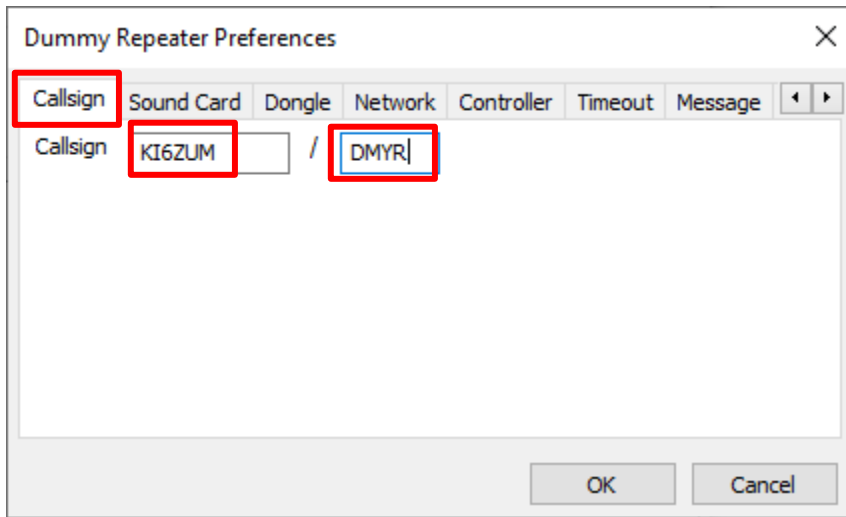 Dummy Repeater Preferences
Callsign Sound Card Dongle Network Controller Timeout Message
Callsign KI6ZUM / DMYR
OK Cancel